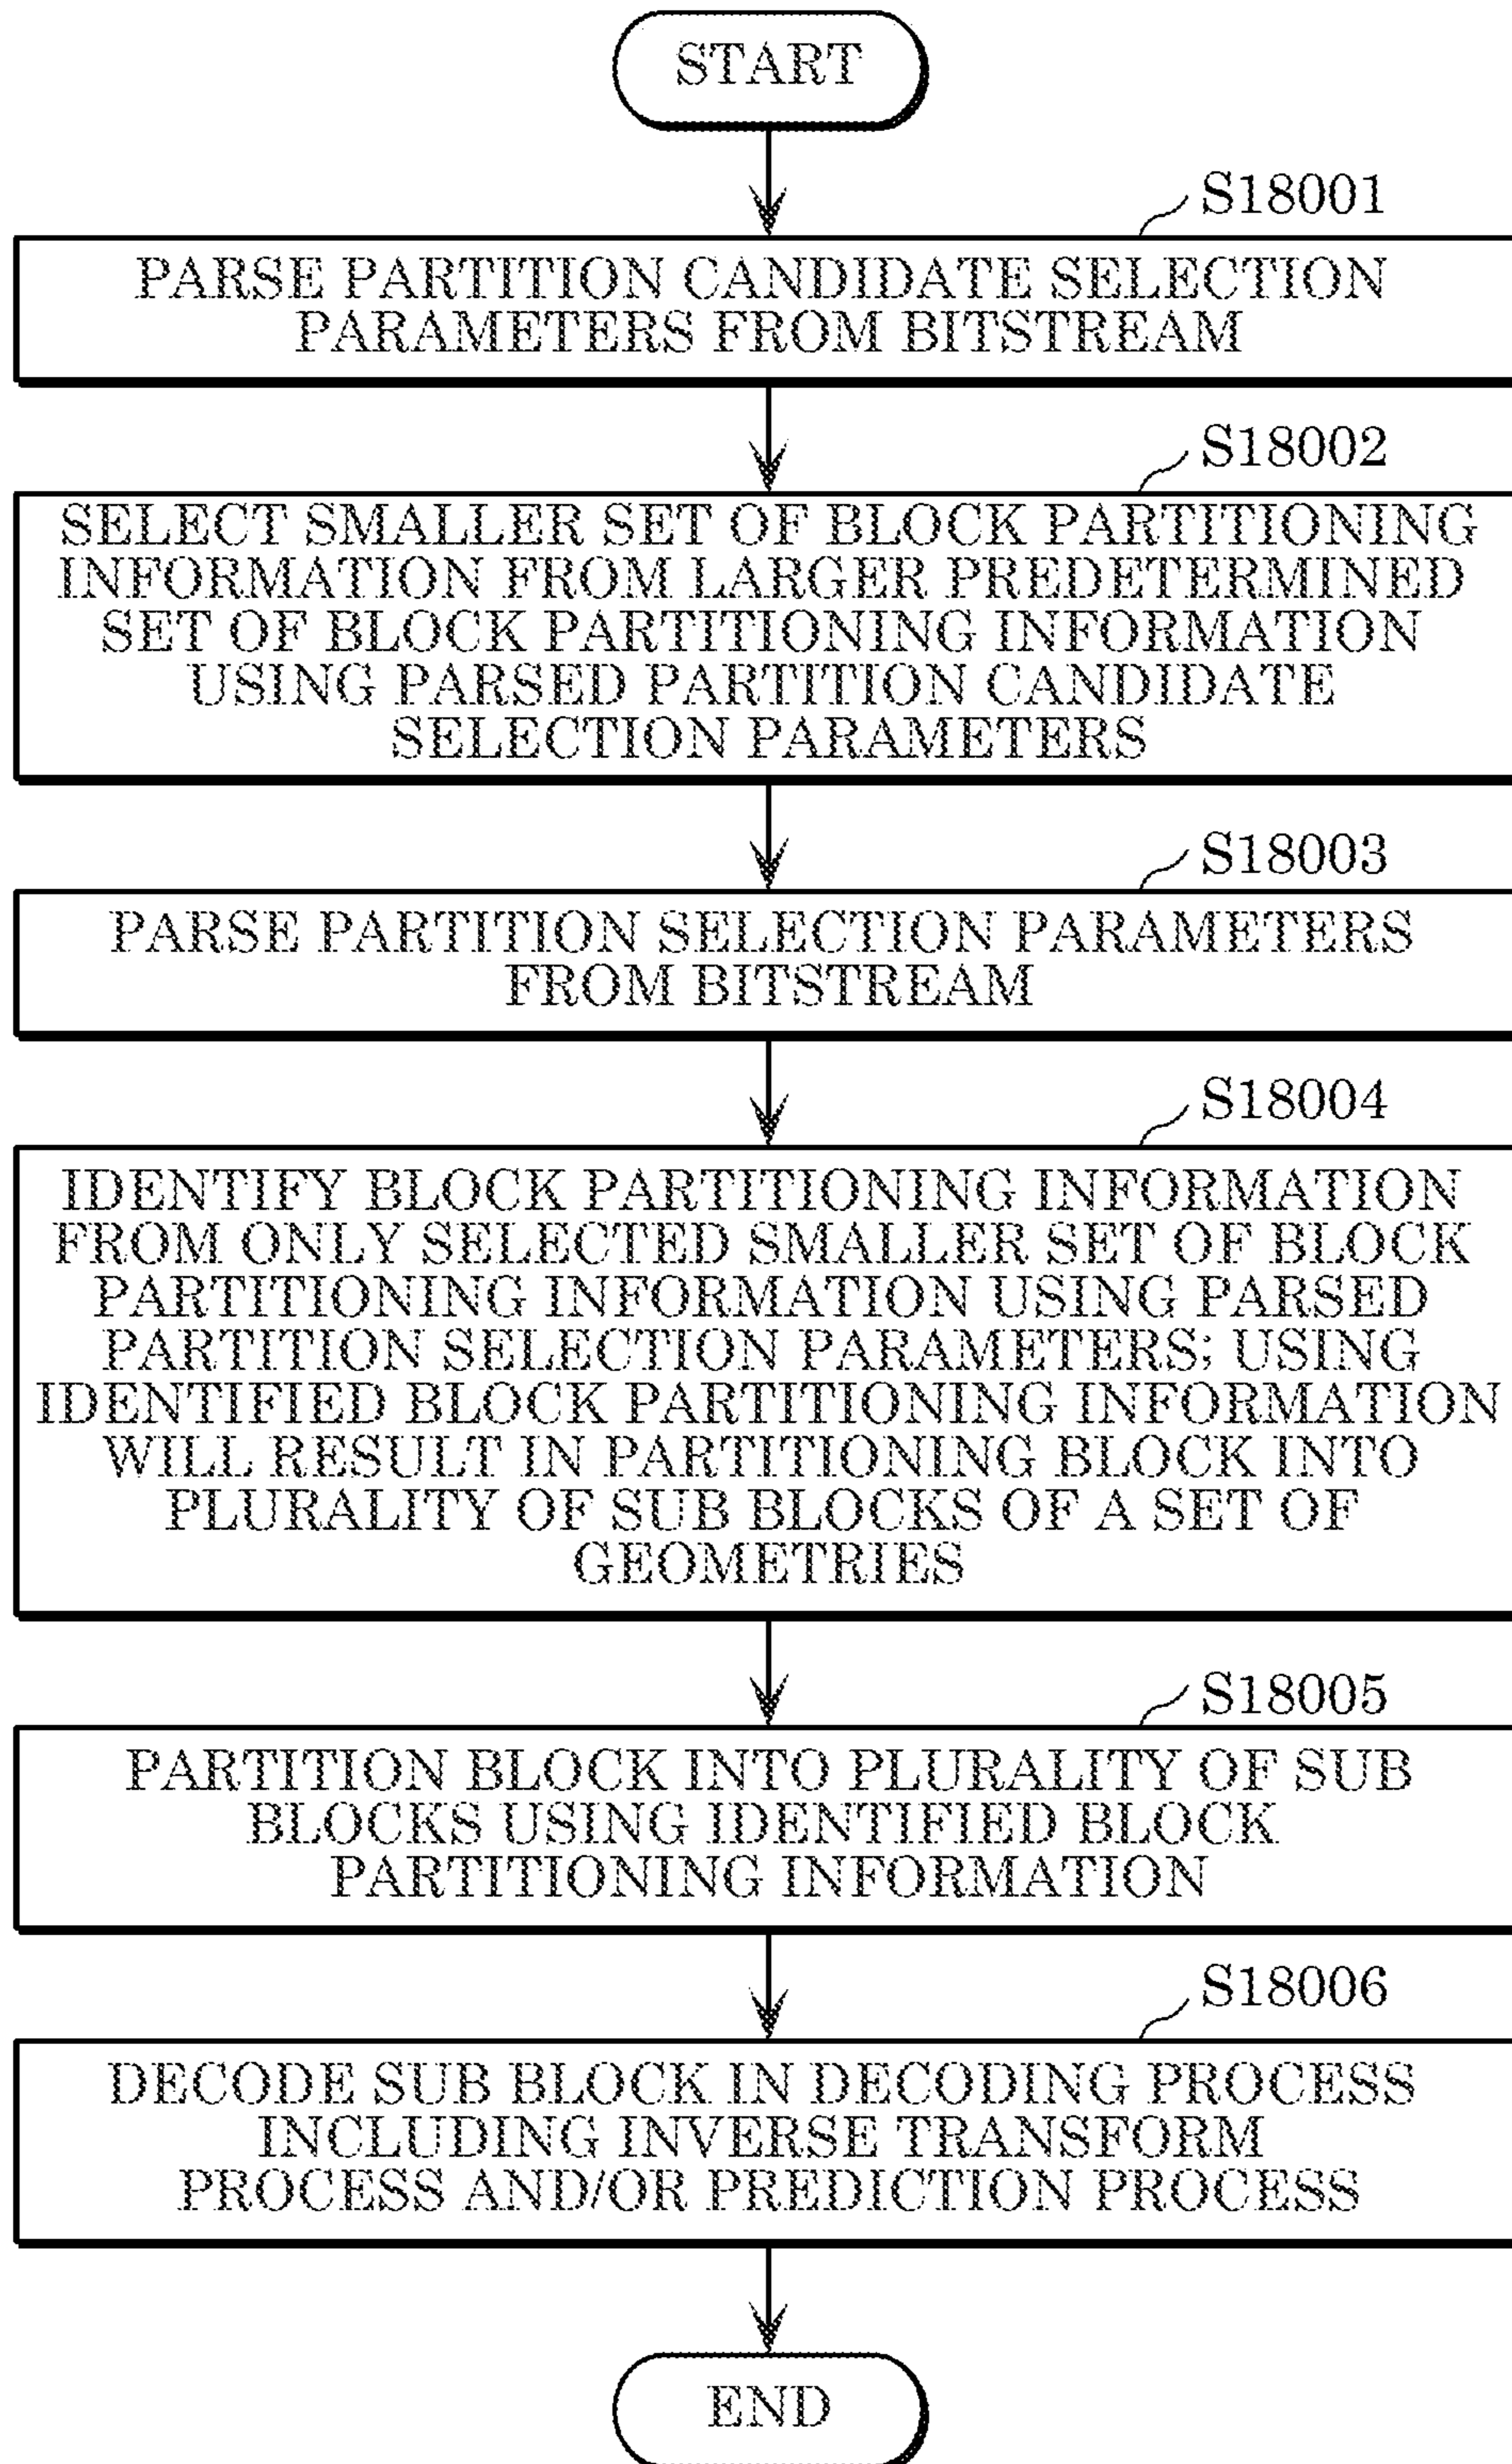 START
S18001
PARSE PARTITION CANDIDATE SELECTION
PARAMETERS FROM BITSTREAM
S18002
SELECT SMALLER SET OF BLOCK PARTITIONING
INFORMATION FROM LARGER PREDETERMINED
SET OF BLOCK PARTITIONING INFORMATION
USING PARSED PARTITION CANDIDATE
SELECTION PARAMETERS
S18003
PARSE PARTITION SELECTION PARAMETERS
FROM BITSTREAM
S18004
IDENTIFY BLOCK PARTITIONING INFORMATION
FROM ONLY SELECTED SMALLER SET OF BLOCK
PARTITIONING INFORMATION USING PARSED
PARTITION SELECTION PARAMETERS; USING
IDENTIFIED BLOCK PARTITIONING INFORMATION
WILL RESULT IN PARTITIONING BLOCK INTO
PLURALITY OF SUB BLOCKS OF A SET OF
GEOMETRIES
S18005
PARTITION BLOCK INTO PLURALITY OF SUB
BLOCKS USING IDENTIFIED BLOCK
PARTITIONING INFORMATION
S18006
DECODE SUB BLOCK IN DECODING PROCESS
INCLUDING INVERSE TRANSFORM
PROCESS AND/OR PREDICTION PROCESS
END